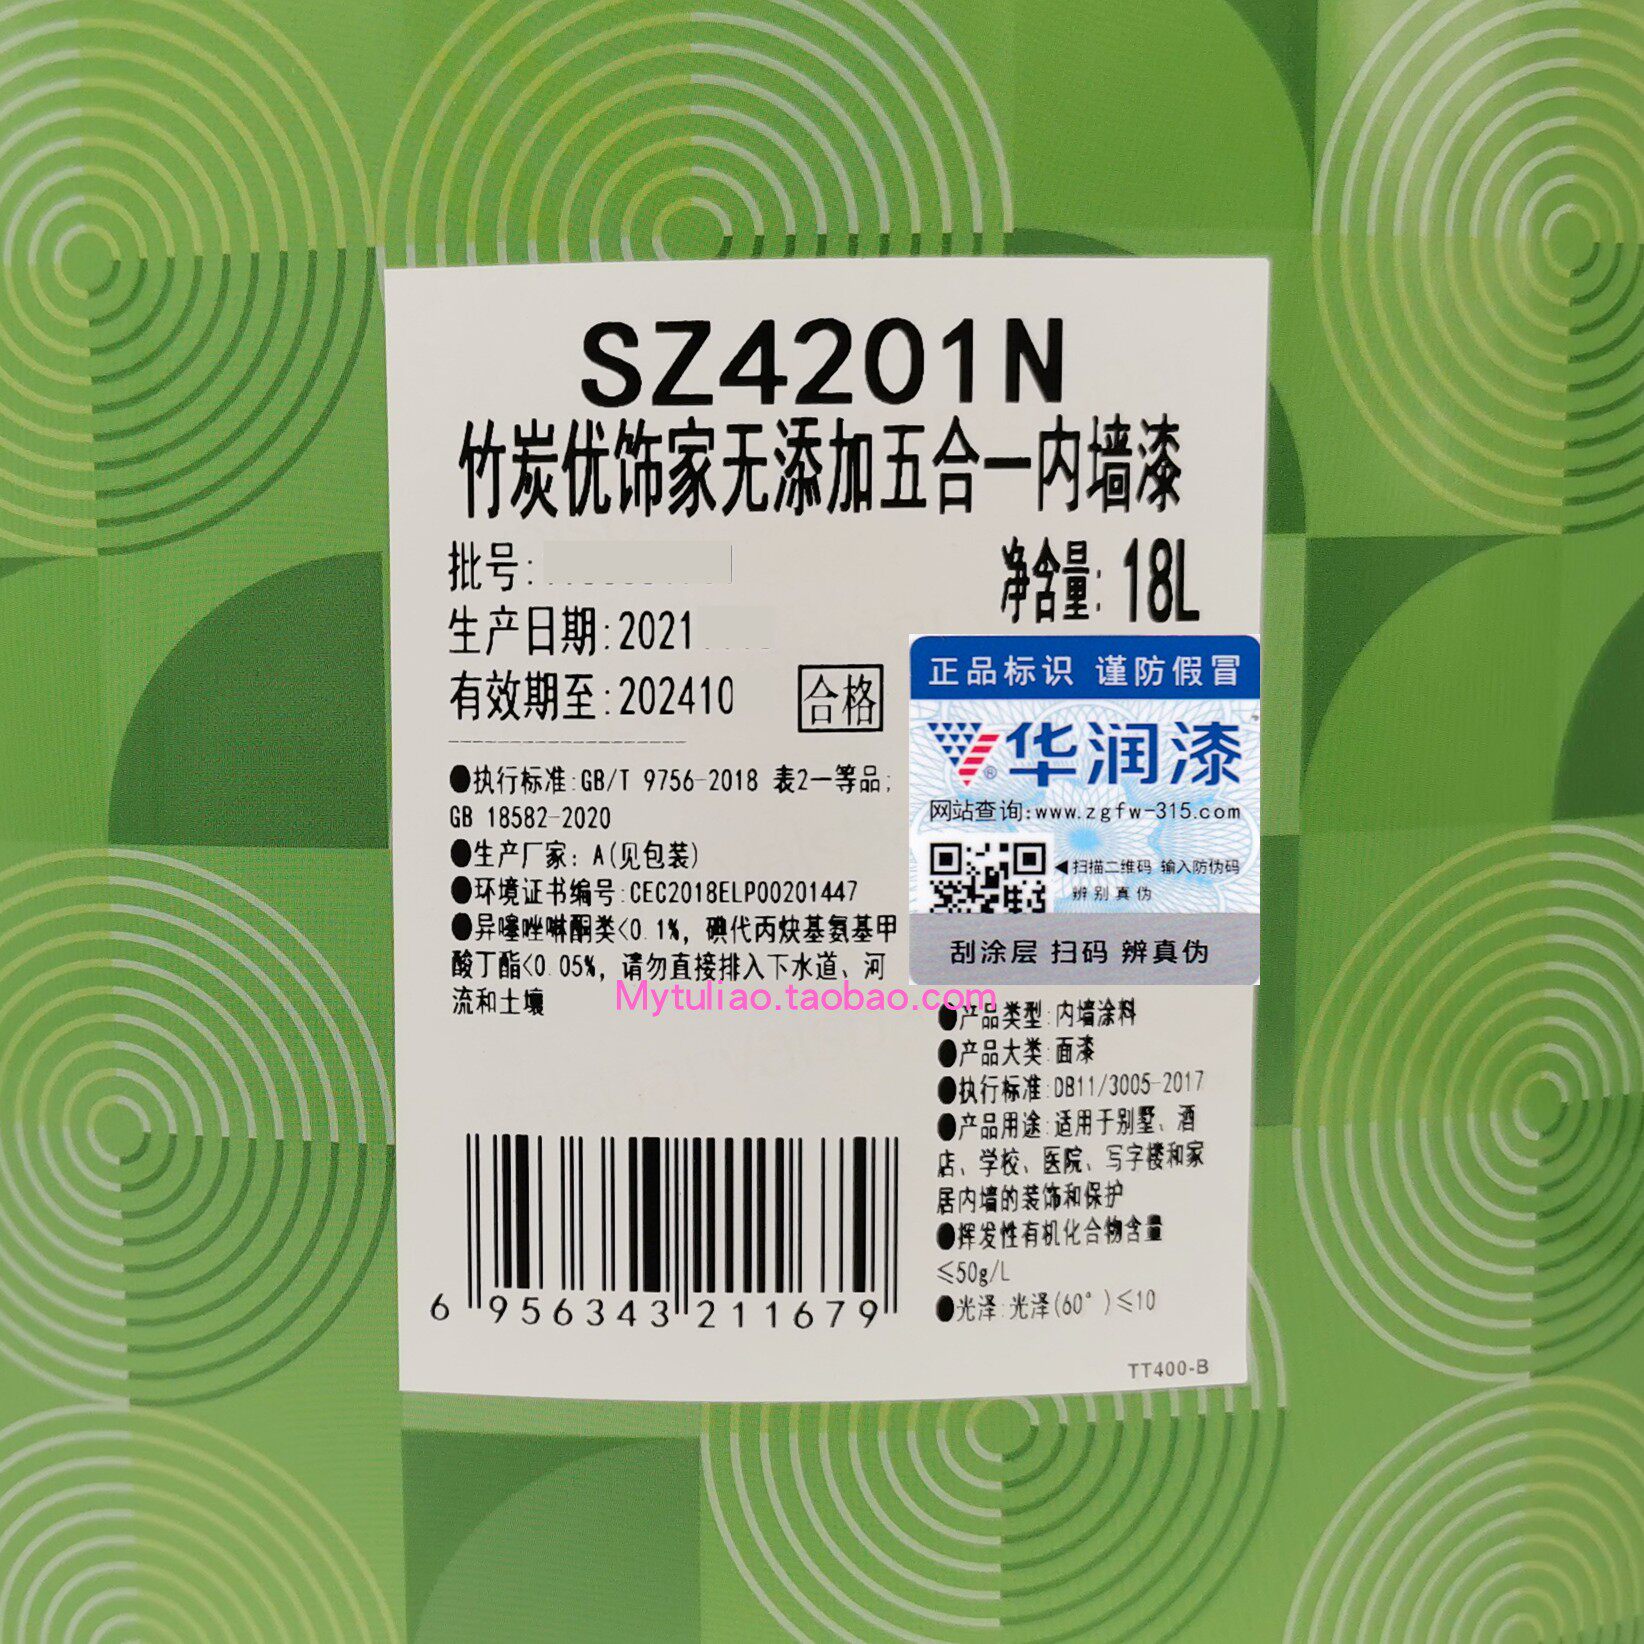 SZ4201N
竹炭优饰家无添加五合一内墙漆
批号:
净含量: 18L
生产日期:2021
有效期至:202410
合格
正品标识 谨防假冒
华润漆
网站查询:www.zgfw-315.com
◀扫描二维码 输入防伪码
辨别真伪
刮涂层 扫码 辨真伪
●执行标准:GB/T 9756-2018 表2一等品;
GB 18582-2020
●生产厂家: A(见包装)
●环境证书编号:CEC2018ELP00201447
●异噻唑啉酮类<0.1%, 碘代丙炔基氨基甲
酸丁酯<0.05%, 请勿直接排入下水道、河
流和土壤
Mytuliao.taobao.com
●产品类型:内墙涂料
●产品大类:面漆
●执行标准:DB11/3005-2017
●产品用途:适用于别墅、酒
店、学校、医院、写字楼和家
居内墙的装饰和保护
●挥发性有机化合物含量
≤50g/L
●光泽:光泽(60°)≤10
6 956343 211679
TT400-B